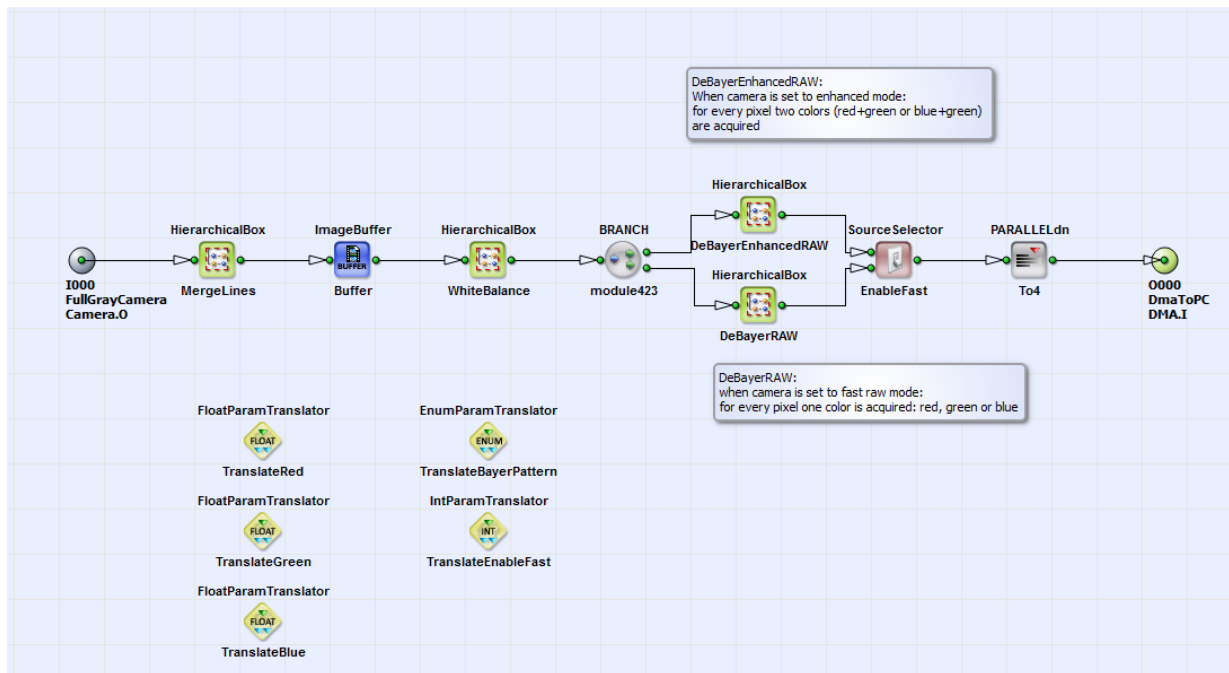 DeBayerEnhancedRAW:
When camera is set to enhanced mode:
for every pixel two colors (red+green or blue+green)
are acquired
HierarchicalBox
DeBayerEnhancedRAW
HierarchicalBox
MergeLines
ImageBuffer
BUFFER
Buffer
HierarchicalBox
WhiteBalance
BRANCH
module423
HierarchicalBox
DeBayerRAW
SourceSelector
EnableFast
PARALLELdn
To4
I000
FullGrayCamera
Camera.O
O000
DmaToPC
DMA.I
DeBayerRAW:
when camera is set to fast raw mode:
for every pixel one color is acquired: red, green or blue
FloatParamTranslator
FLOAT
TranslateRed
EnumParamTranslator
ENUM
TranslateBayerPattern
FloatParamTranslator
FLOAT
TranslateGreen
IntParamTranslator
INT
TranslateEnableFast
FloatParamTranslator
FLOAT
TranslateBlue